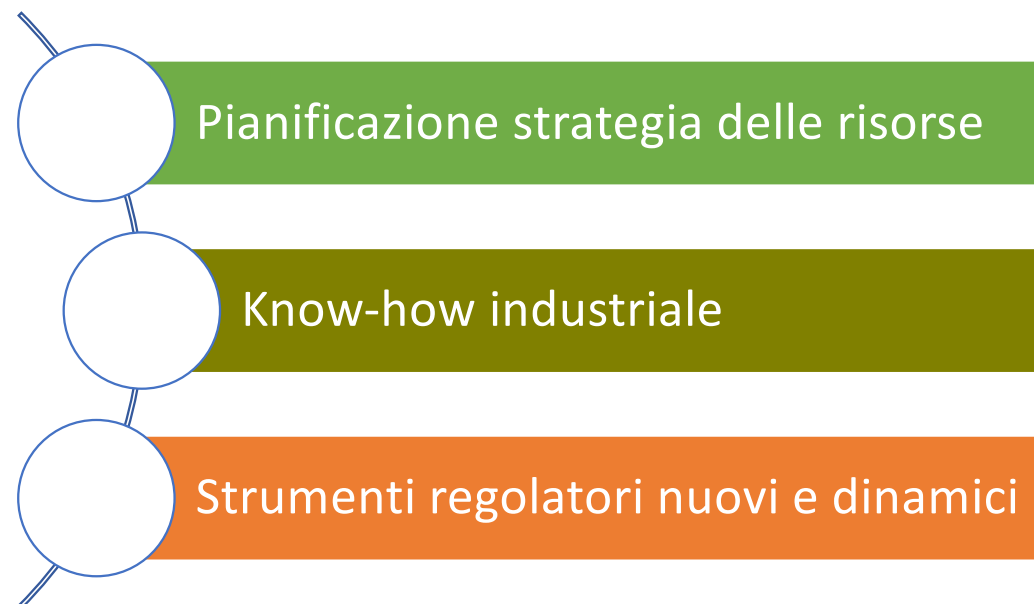 Pianificazione strategia delle risorse
Know-how industriale
Strumenti regolatori nuovi e dinamici